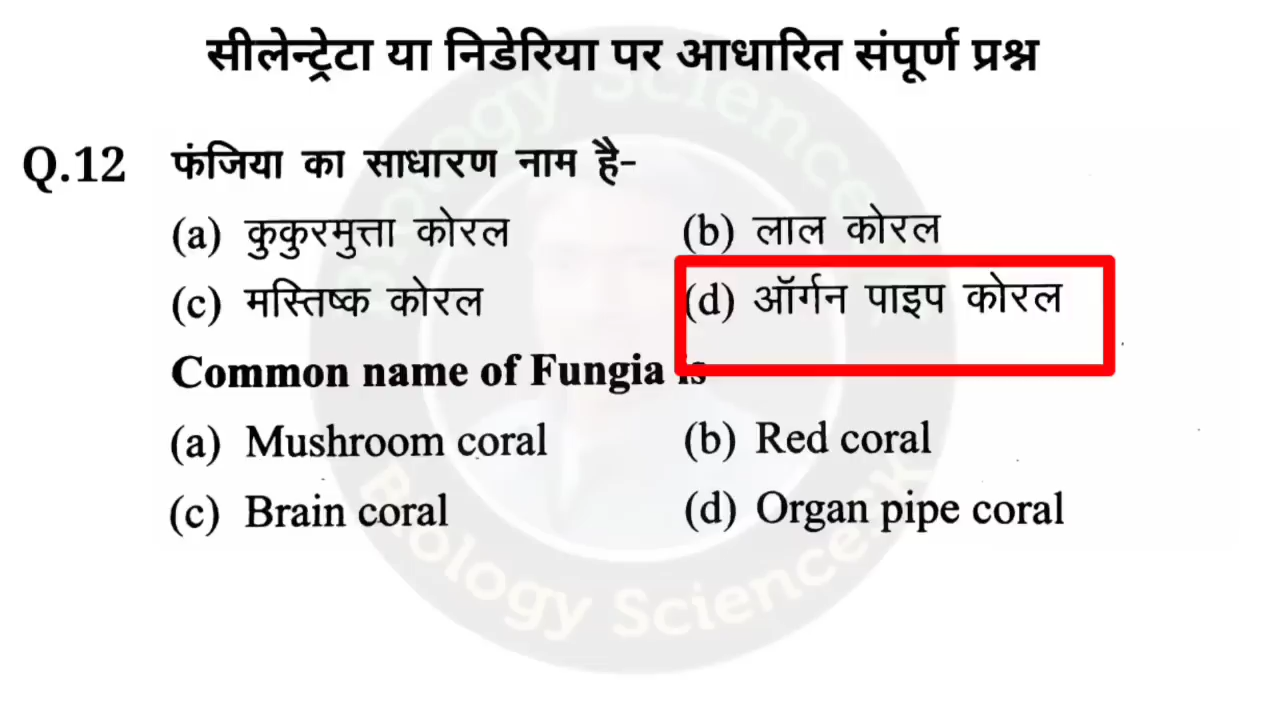 सीलेन्ट्रेटा या निडेरिया पर आधारित संपूर्ण प्रश्न
Q.12 फंजिया का साधारण नाम है-
(a) कुकुरमुत्ता कोरल (b) लाल कोरल
(c) मस्तिष्क कोरल (d) ऑर्गन पाइप कोरल
Common name of Fungia is
(a) Mushroom coral (b) Red coral
(c) Brain coral (d) Organ pipe coral